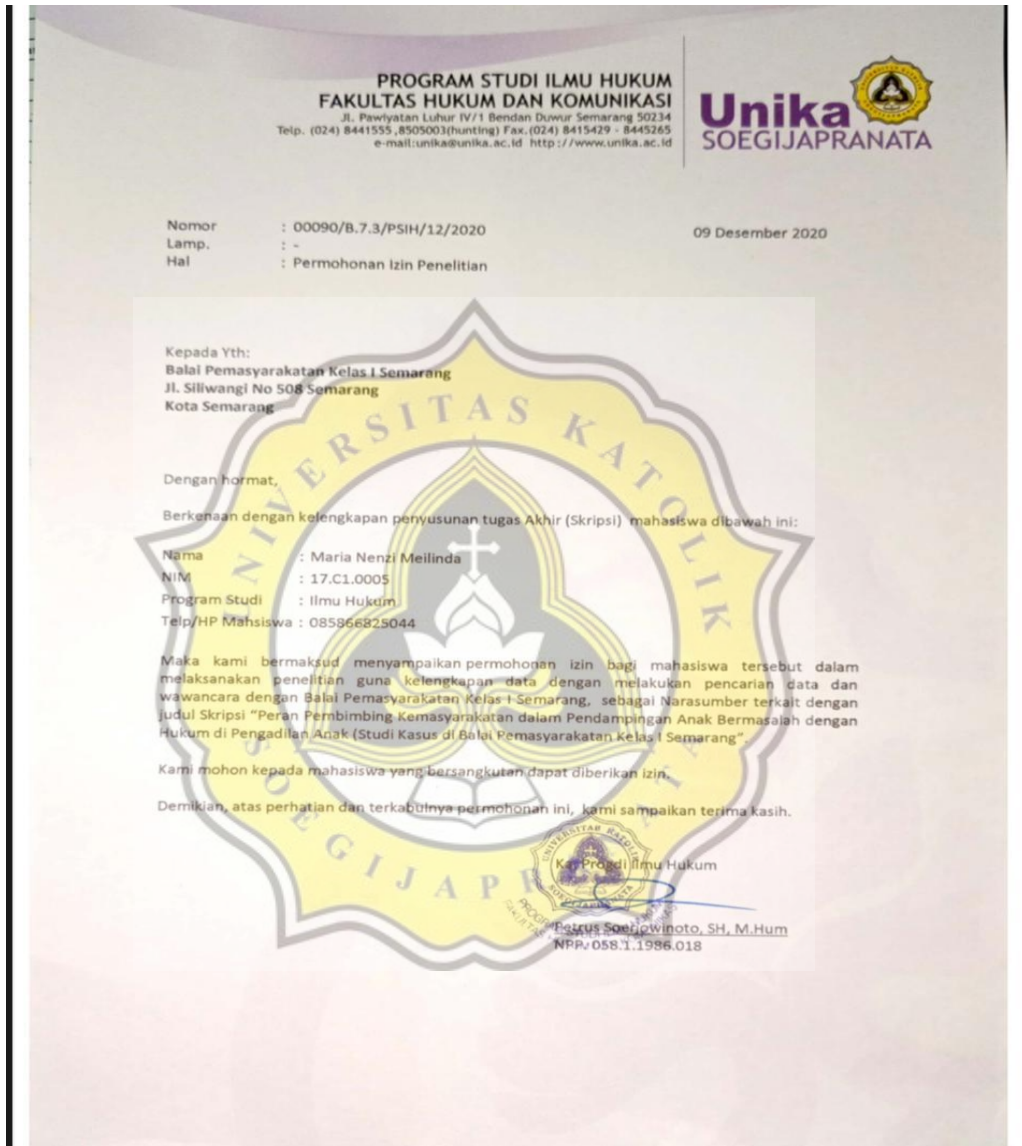 PROGRAM STUDI ILMU HUKUM
FAKULTAS HUKUM DAN KOMUNIKASI
Jl. Pawiyatan Luhur IV/1 Bendan Duwur Semarang 50234
Telp. (024) 8441555 ,8505003(hunting) Fax.(024) 8415429 - 8445265
e-mail:unika@unika.ac.id http://www.unika.ac.id
Unika
SOEGIJAPRANATA
Nomor : 00090/B.7.3/PSIH/12/2020
09 Desember 2020
Lamp. : -
Hal : Permohonan Izin Penelitian
Kepada Yth:
Balai Pemasyarakatan Kelas I Semarang
Jl. Siliwangi No 508 Semarang
Kota Semarang
Dengan hormat,
Berkenaan dengan kelengkapan penyusunan tugas Akhir (Skripsi) mahasiswa dibawah ini:
Nama : Maria Nenzi Meilinda
NIM : 17.C1.0005
Program Studi : Ilmu Hukum
Telp/HP Mahsiswa : 085866825044
Maka kami bermaksud menyampaikan permohonan izin bagi mahasiswa tersebut dalam
melaksanakan penelitian guna kelengkapan data dengan melakukan pencarian data dan
wawancara dengan Balai Pemasyarakatan Kelas I Semarang, sebagai Narasumber terkait dengan
judul Skripsi "Peran Pembimbing Kemasyarakatan dalam Pendampingan Anak Bermasalah dengan
Hukum di Pengadilan Anak (Studi Kasus di Balai Pemasyarakatan Kelas I Semarang".
Kami mohon kepada mahasiswa yang bersangkutan dapat diberikan izin.
Demikian, atas perhatian dan terkabulnya permohonan ini, kami sampaikan terima kasih.
Ka. Progdi Ilmu Hukum
Petrus Soerjowinoto, SH, M.Hum
NPP. 058.1.1986.018
UNIVERSITAS KATOLIK
SOEGIJAPRANATA